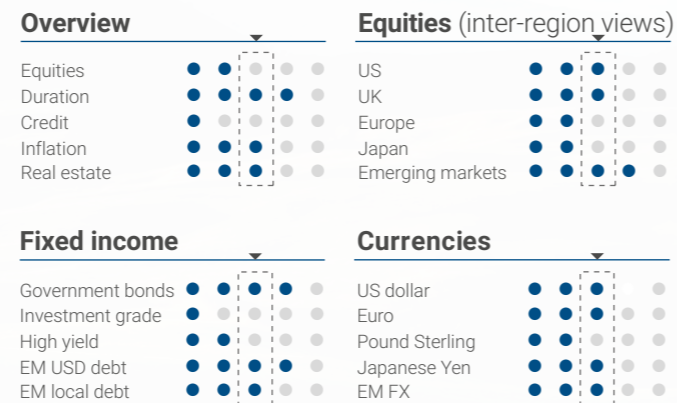 Overview
Equities
Duration
Credit
Inflation
Real estate
Equities (inter-region views)
US
UK
Europe
Japan
Emerging markets
Fixed income
Government bonds
Investment grade
High yield
EM USD debt
EM local debt
Currencies
US dollar
Euro
Pound Sterling
Japanese Yen
EM FX